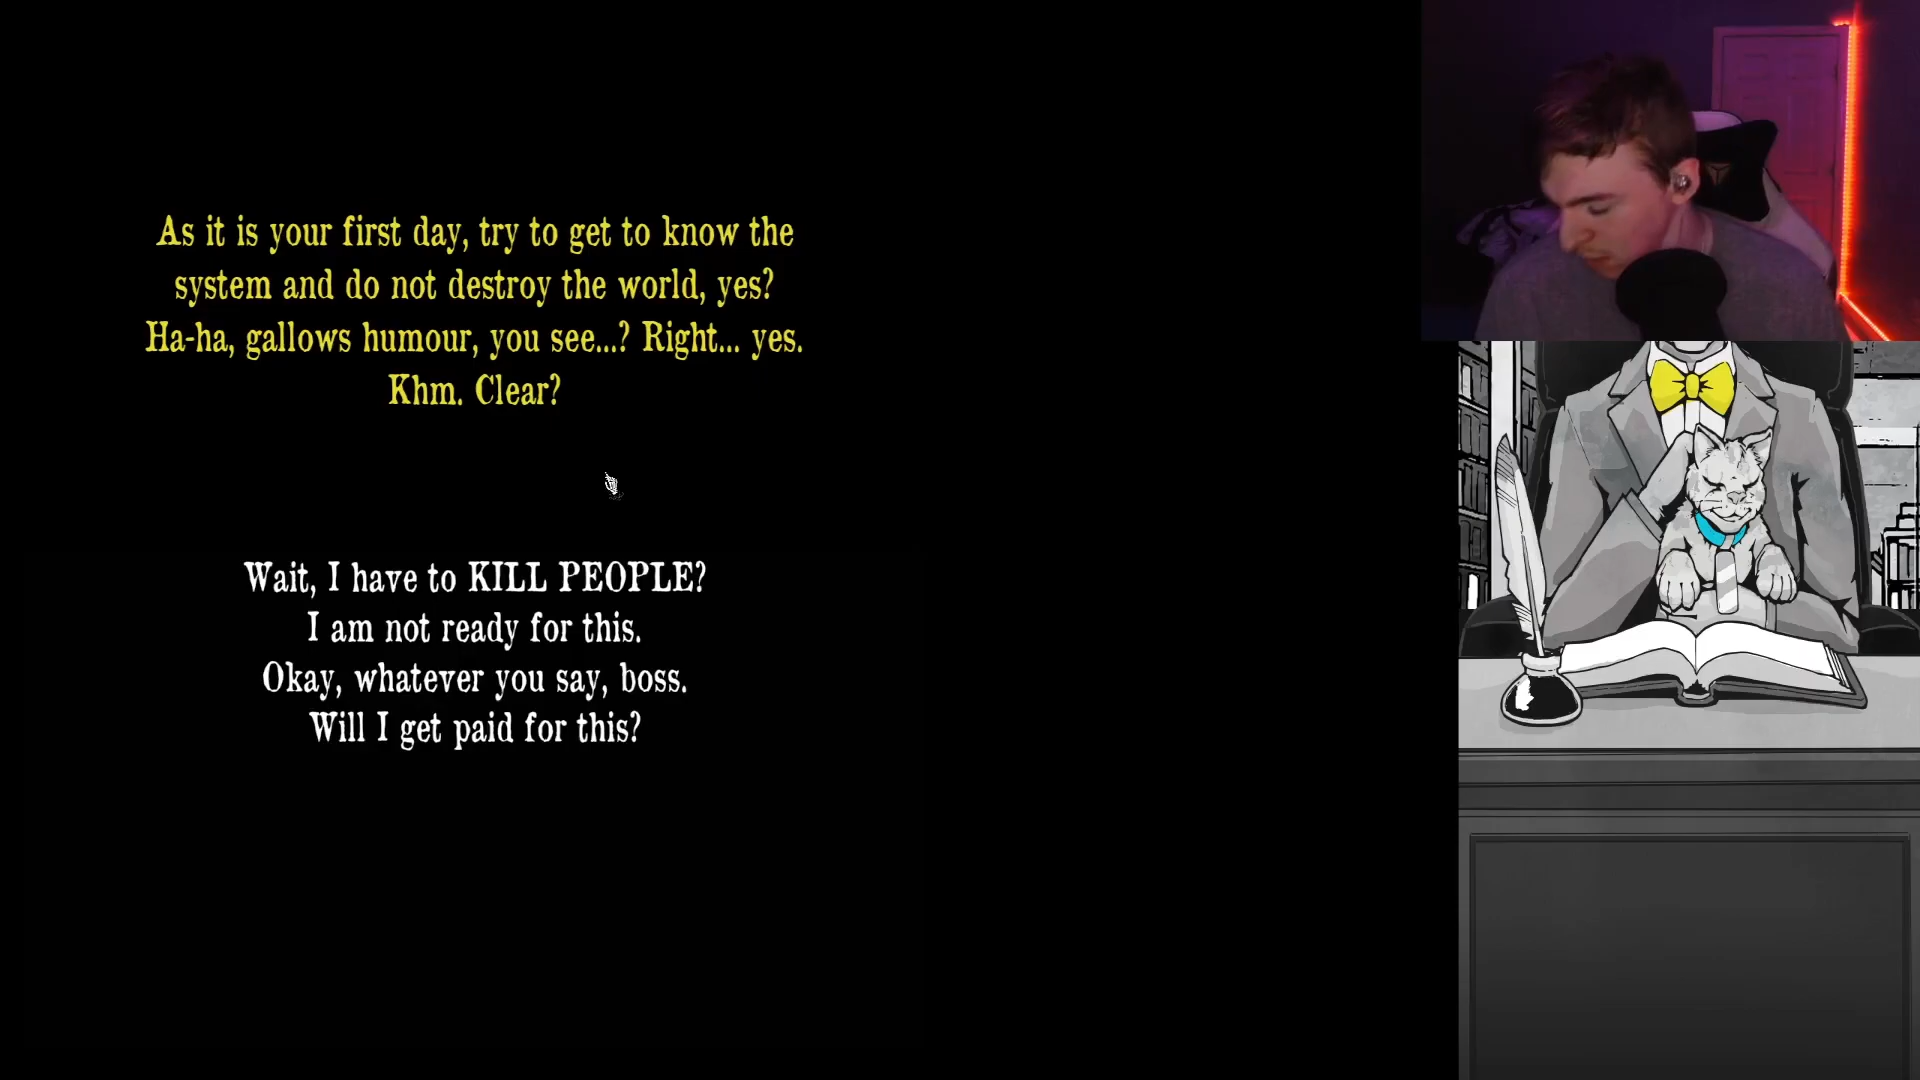 As it is your first day, try to get to know the
system and do not destroy the world, yes?
Ha-ha, gallows humour, you see...? Right... yes.
Khm. Clear?
Wait, I have to KILL PEOPLE?
I am not ready for this.
Okay, whatever you say, boss.
Will I get paid for this?